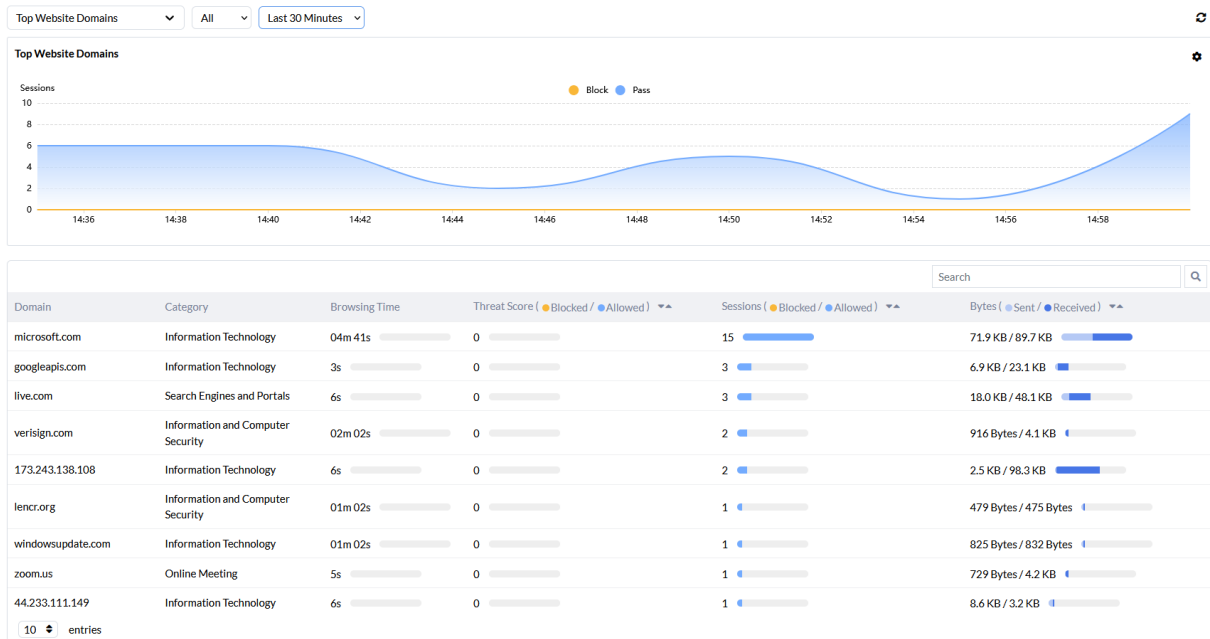 Top Website Domains All Last 30 Minutes
Top Website Domains
Sessions
Block Pass
10
8
6
4
2
0
14:36 14:38 14:40 14:42 14:44 14:46 14:48 14:50 14:52 14:54 14:56 14:58
Search
Domain Category Browsing Time Threat Score ( Blocked / Allowed ) Sessions ( Blocked / Allowed ) Bytes ( Sent / Received )
microsoft.com Information Technology 04m 41s 0 15 71.9 KB / 89.7 KB
googleapis.com Information Technology 3s 0 3 6.9 KB / 23.1 KB
live.com Search Engines and Portals 6s 0 3 18.0 KB / 48.1 KB
verisign.com Information and Computer Security 02m 02s 0 2 916 Bytes / 4.1 KB
173.243.138.108 Information Technology 6s 0 2 2.5 KB / 98.3 KB
lencr.org Information and Computer Security 01m 02s 0 1 479 Bytes / 475 Bytes
windowsupdate.com Information Technology 01m 02s 0 1 825 Bytes / 832 Bytes
zoom.us Online Meeting 5s 0 1 729 Bytes / 4.2 KB
44.233.111.149 Information Technology 6s 0 1 8.6 KB / 3.2 KB
10 entries